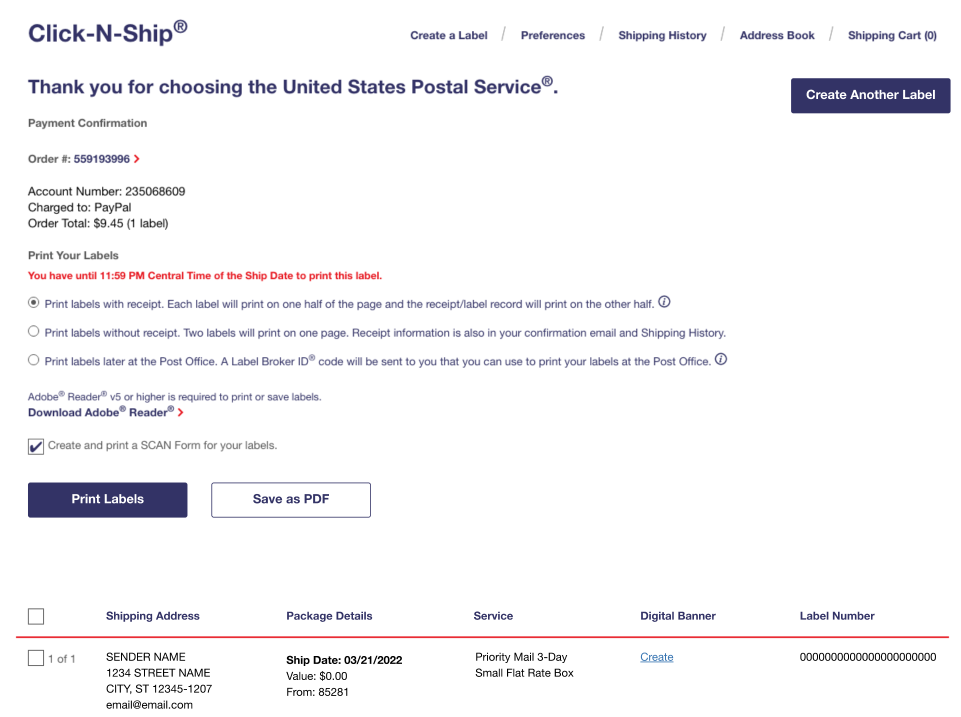 Click-N-Ship®
Create a Label / Preferences / Shipping History / Address Book / Shipping Cart (0)
Thank you for choosing the United States Postal Service®.
Create Another Label
Payment Confirmation
Order #: 559193996 >
Account Number: 235068609
Charged to: PayPal
Order Total: $9.45 (1 label)
Print Your Labels
You have until 11:59 PM Central Time of the Ship Date to print this label.
Print labels with receipt. Each label will print on one half of the page and the receipt/label record will print on the other half. i
Print labels without receipt. Two labels will print on one page. Receipt information is also in your confirmation email and Shipping History.
Print labels later at the Post Office. A Label Broker ID® code will be sent to you that you can use to print your labels at the Post Office. i
Adobe® Reader® v5 or higher is required to print or save labels.
Download Adobe® Reader® >
Create and print a SCAN Form for your labels.
Print Labels Save as PDF
Shipping Address Package Details Service Digital Banner Label Number
1 of 1 SENDER NAME Ship Date: 03/21/2022 Priority Mail 3-Day Create 0000000000000000000000
1234 STREET NAME Value: $0.00 Small Flat Rate Box
CITY, ST 12345-1207 From: 85281
email@email.com